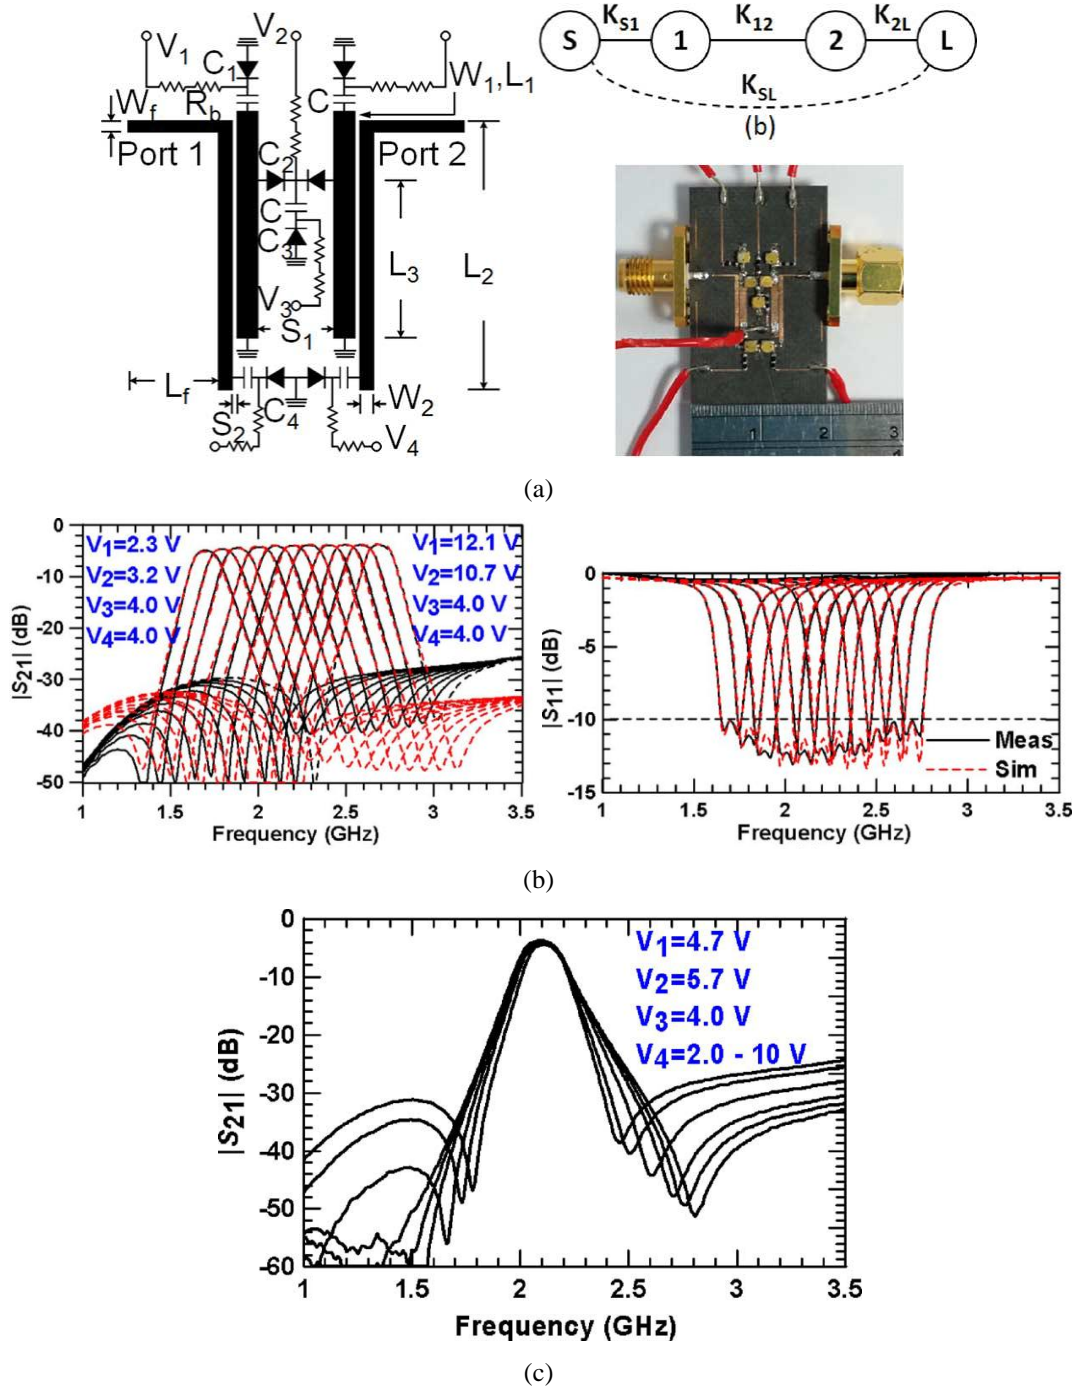 V1
C1
V2
W1,L1
Wf
Rb
C
Port 1
Port 2
C2
C
C3
L3
L2
V3
S1
Lf
S2
C4
W2
V4
KS1
K12
K2L
S
1
2
L
KSL
(b)
1 2 3
(a)
0
-10
-20
-30
-40
-50
|S21| (dB)
V1=2.3 V
V2=3.2 V
V3=4.0 V
V4=4.0 V
V1=12.1 V
V2=10.7 V
V3=4.0 V
V4=4.0 V
1 1.5 2 2.5 3 3.5
Frequency (GHz)
0
-5
-10
-15
|S11| (dB)
Meas
Sim
1 1.5 2 2.5 3 3.5
Frequency (GHz)
(b)
0
-10
-20
-30
-40
-50
-60
|S21| (dB)
V1=4.7 V
V2=5.7 V
V3=4.0 V
V4=2.0 - 10 V
1 1.5 2 2.5 3 3.5
Frequency (GHz)
(c)